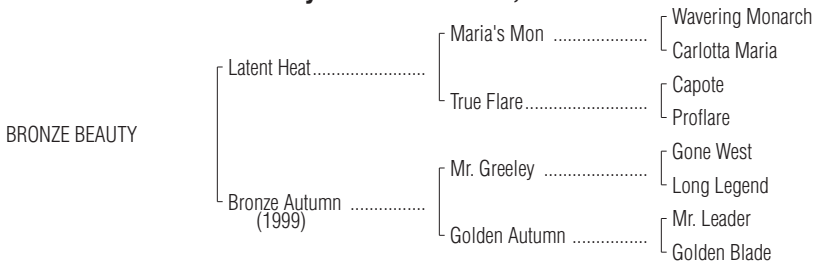 Maria's Mon ....................
Wavering Monarch
Carlotta Maria
Latent Heat........................
True Flare..........................
Capote
Proflare
BRONZE BEAUTY
Mr. Greeley ......................
Gone West
Long Legend
Bronze Autumn ................
(1999)
Golden Autumn ................
Mr. Leader
Golden Blade